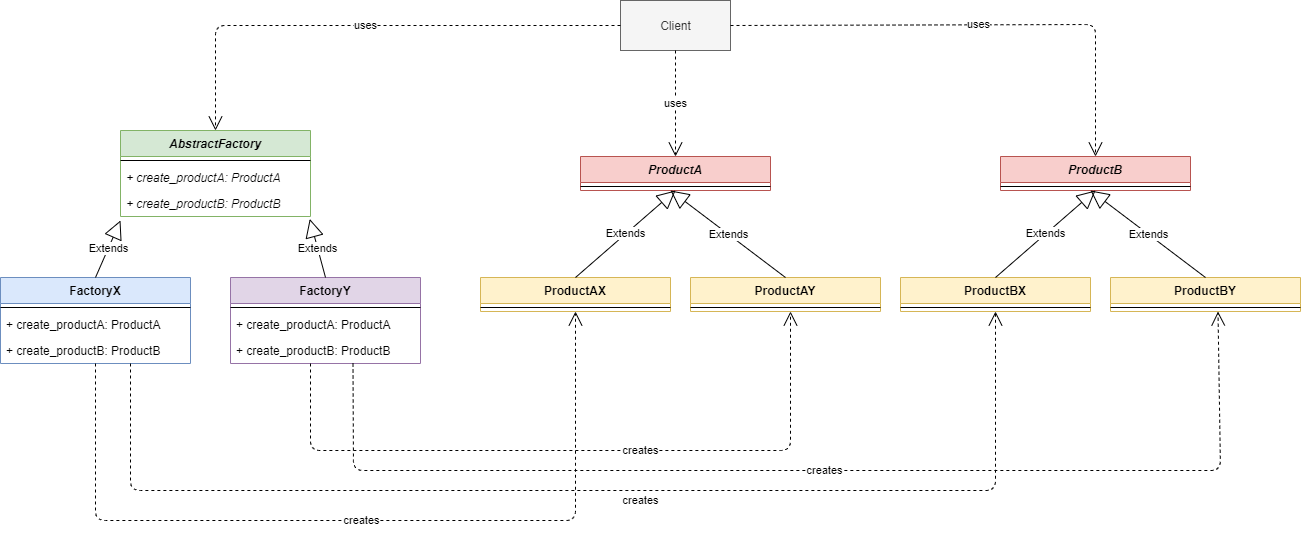 Client
uses
uses
uses
AbstractFactory
+ create_productA: ProductA
+ create_productB: ProductB
ProductA
ProductB
Extends
Extends
Extends
Extends
Extends
Extends
FactoryX
+ create_productA: ProductA
+ create_productB: ProductB
FactoryY
+ create_productA: ProductA
+ create_productB: ProductB
ProductAX
ProductAY
ProductBX
ProductBY
creates
creates
creates
creates